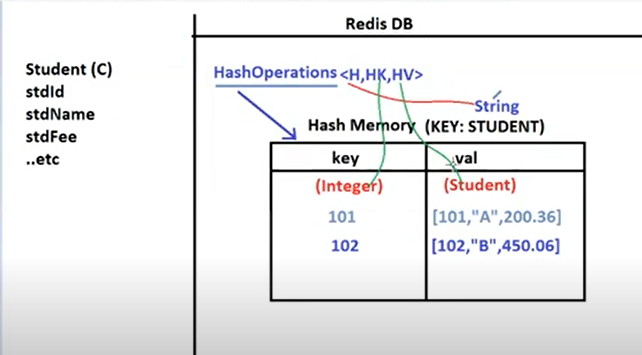 Redis DB
Student (C)
stdId
stdName
stdFee
..etc
HashOperations<H,HK,HV>
String
Hash Memory (KEY: STUDENT)
key val
(Integer) (Student)
101 [101,"A",200.36]
102 [102,"B",450.06]